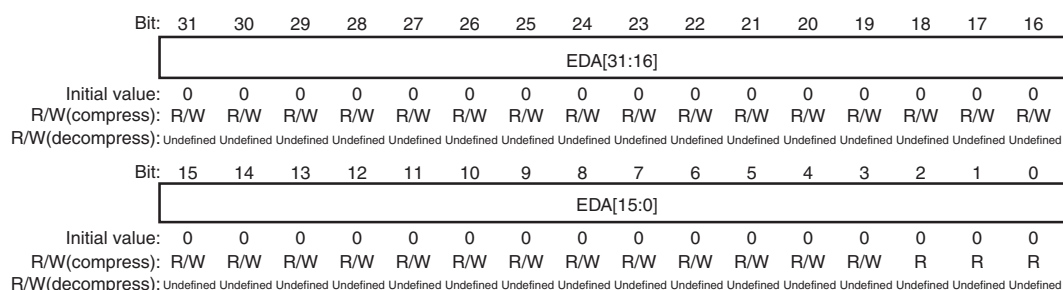 Bit: 31 30 29 28 27 26 25 24 23 22 21 20 19 18 17 16
EDA[31:16]
Initial value: 0 0 0 0 0 0 0 0 0 0 0 0 0 0 0 0
R/W(compress): R/W R/W R/W R/W R/W R/W R/W R/W R/W R/W R/W R/W R/W R/W R/W R/W
R/W(decompress): Undefined Undefined Undefined Undefined Undefined Undefined Undefined Undefined Undefined Undefined Undefined Undefined Undefined Undefined Undefined Undefined
Bit: 15 14 13 12 11 10 9 8 7 6 5 4 3 2 1 0
EDA[15:0]
Initial value: 0 0 0 0 0 0 0 0 0 0 0 0 0 0 0 0
R/W(compress): R/W R/W R/W R/W R/W R/W R/W R/W R/W R/W R/W R/W R/W R R R
R/W(decompress): Undefined Undefined Undefined Undefined Undefined Undefined Undefined Undefined Undefined Undefined Undefined Undefined Undefined Undefined Undefined Undefined